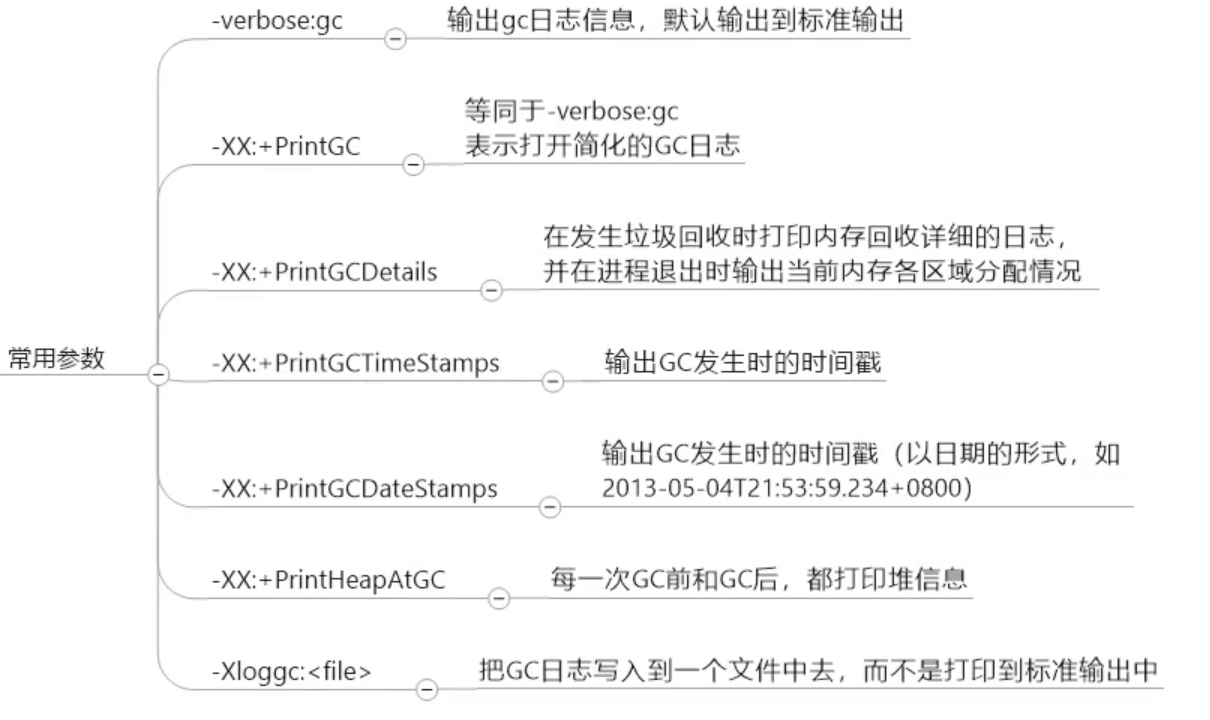 -verbose:gc
输出gc日志信息，默认输出到标准输出
-XX:+PrintGC
等同于-verbose:gc
表示打开简化的GC日志
-XX:+PrintGCDetails
在发生垃圾回收时打印内存回收详细的日志，
并在进程退出时输出当前内存各区域分配情况
常用参数
-XX:+PrintGCTimeStamps
输出GC发生时的时间戳
-XX:+PrintGCDateStamps
输出GC发生时的时间戳（以日期的形式，如
2013-05-04T21:53:59.234+0800）
-XX:+PrintHeapAtGC
每一次GC前和GC后，都打印堆信息
-Xloggc:<file>
把GC日志写入到一个文件中去，而不是打印到标准输出中